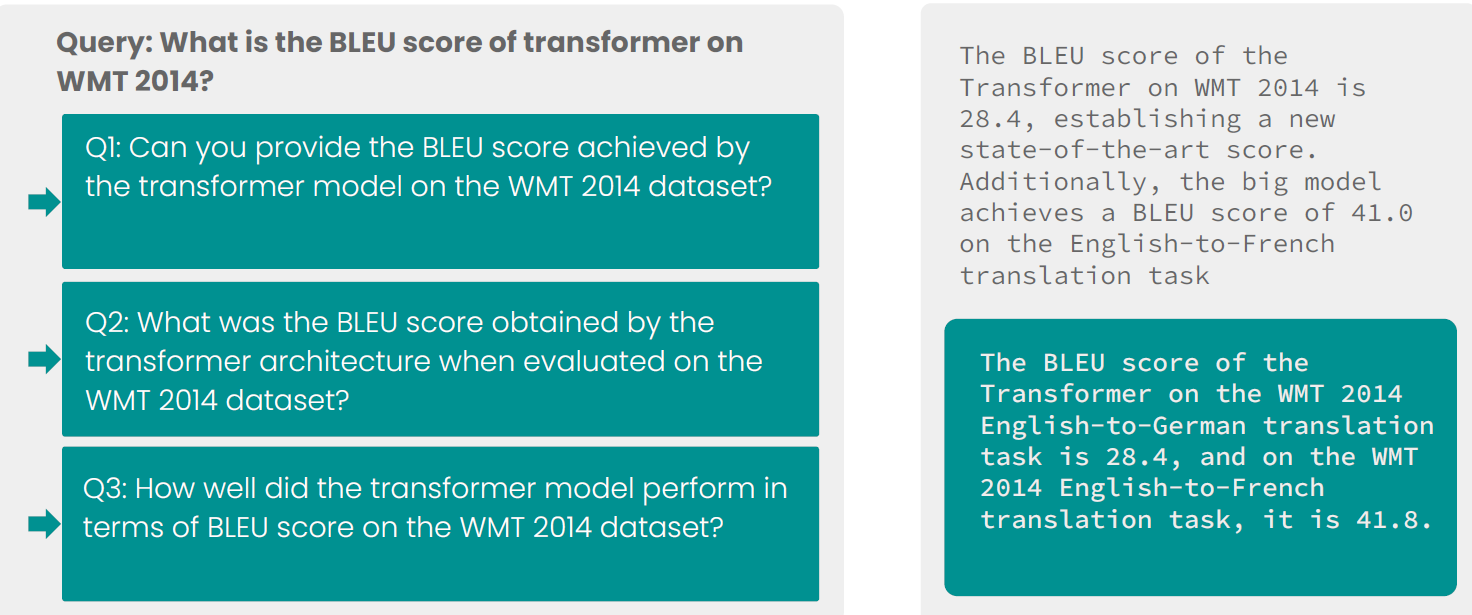 Query: What is the BLEU score of transformer on
WMT 2014?
Q1: Can you provide the BLEU score achieved by
the transformer model on the WMT 2014 dataset?
Q2: What was the BLEU score obtained by the
transformer architecture when evaluated on the
WMT 2014 dataset?
Q3: How well did the transformer model perform in
terms of BLEU score on the WMT 2014 dataset?
The BLEU score of the
Transformer on WMT 2014 is
28.4, establishing a new
state-of-the-art score.
Additionally, the big model
achieves a BLEU score of 41.0
on the English-to-French
translation task
The BLEU score of the
Transformer on the WMT 2014
English-to-German translation
task is 28.4, and on the WMT
2014 English-to-French
translation task, it is 41.8.